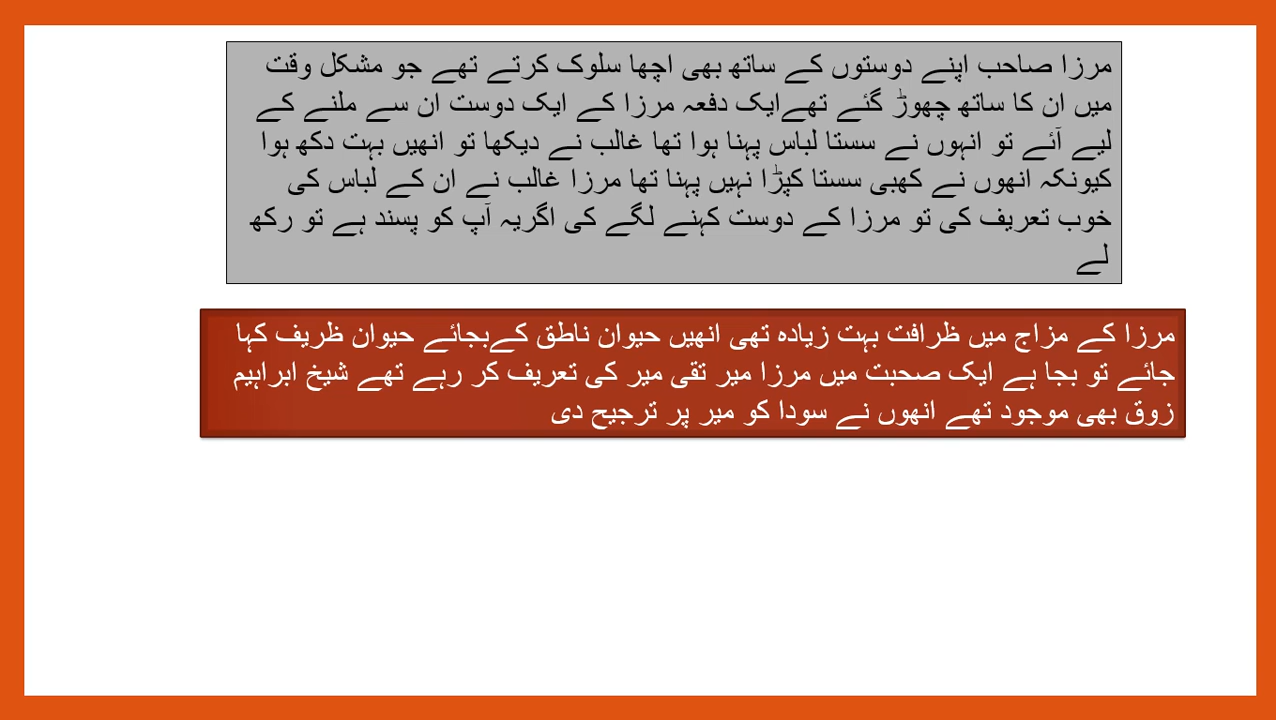 مرزا صاحب اپنے دوستوں کے ساتھ بھی اچھا سلوک کرتے تھے جو مشکل وقت
میں ان کا ساتھ چھوڑ گئے تھےایک دفعہ مرزا کے ایک دوست ان سے ملنے کے
لیے آئے تو انہوں نے سستا لباس پہنا ہوا تھا غالب نے دیکھا تو انھیں بہت دکھ ہوا
کیونکہ انھوں نے کھبی سستا کپڑا نہیں پہنا تھا مرزا غالب نے ان کے لباس کی
خوب تعریف کی تو مرزا کے دوست کہنے لگے کی اگریہ آپ کو پسند ہے تو رکھ
لے
مرزا کے مزاج میں ظرافت بہت زیادہ تھی انھیں حیوان ناطق کےبجائے حیوان ظریف کہا
جائے تو بجا ہے ایک صحبت میں مرزا میر تقی میر کی تعریف کر رہے تھے شیخ ابراہیم
زوق بھی موجود تھے انھوں نے سودا کو میر پر ترجیح دی